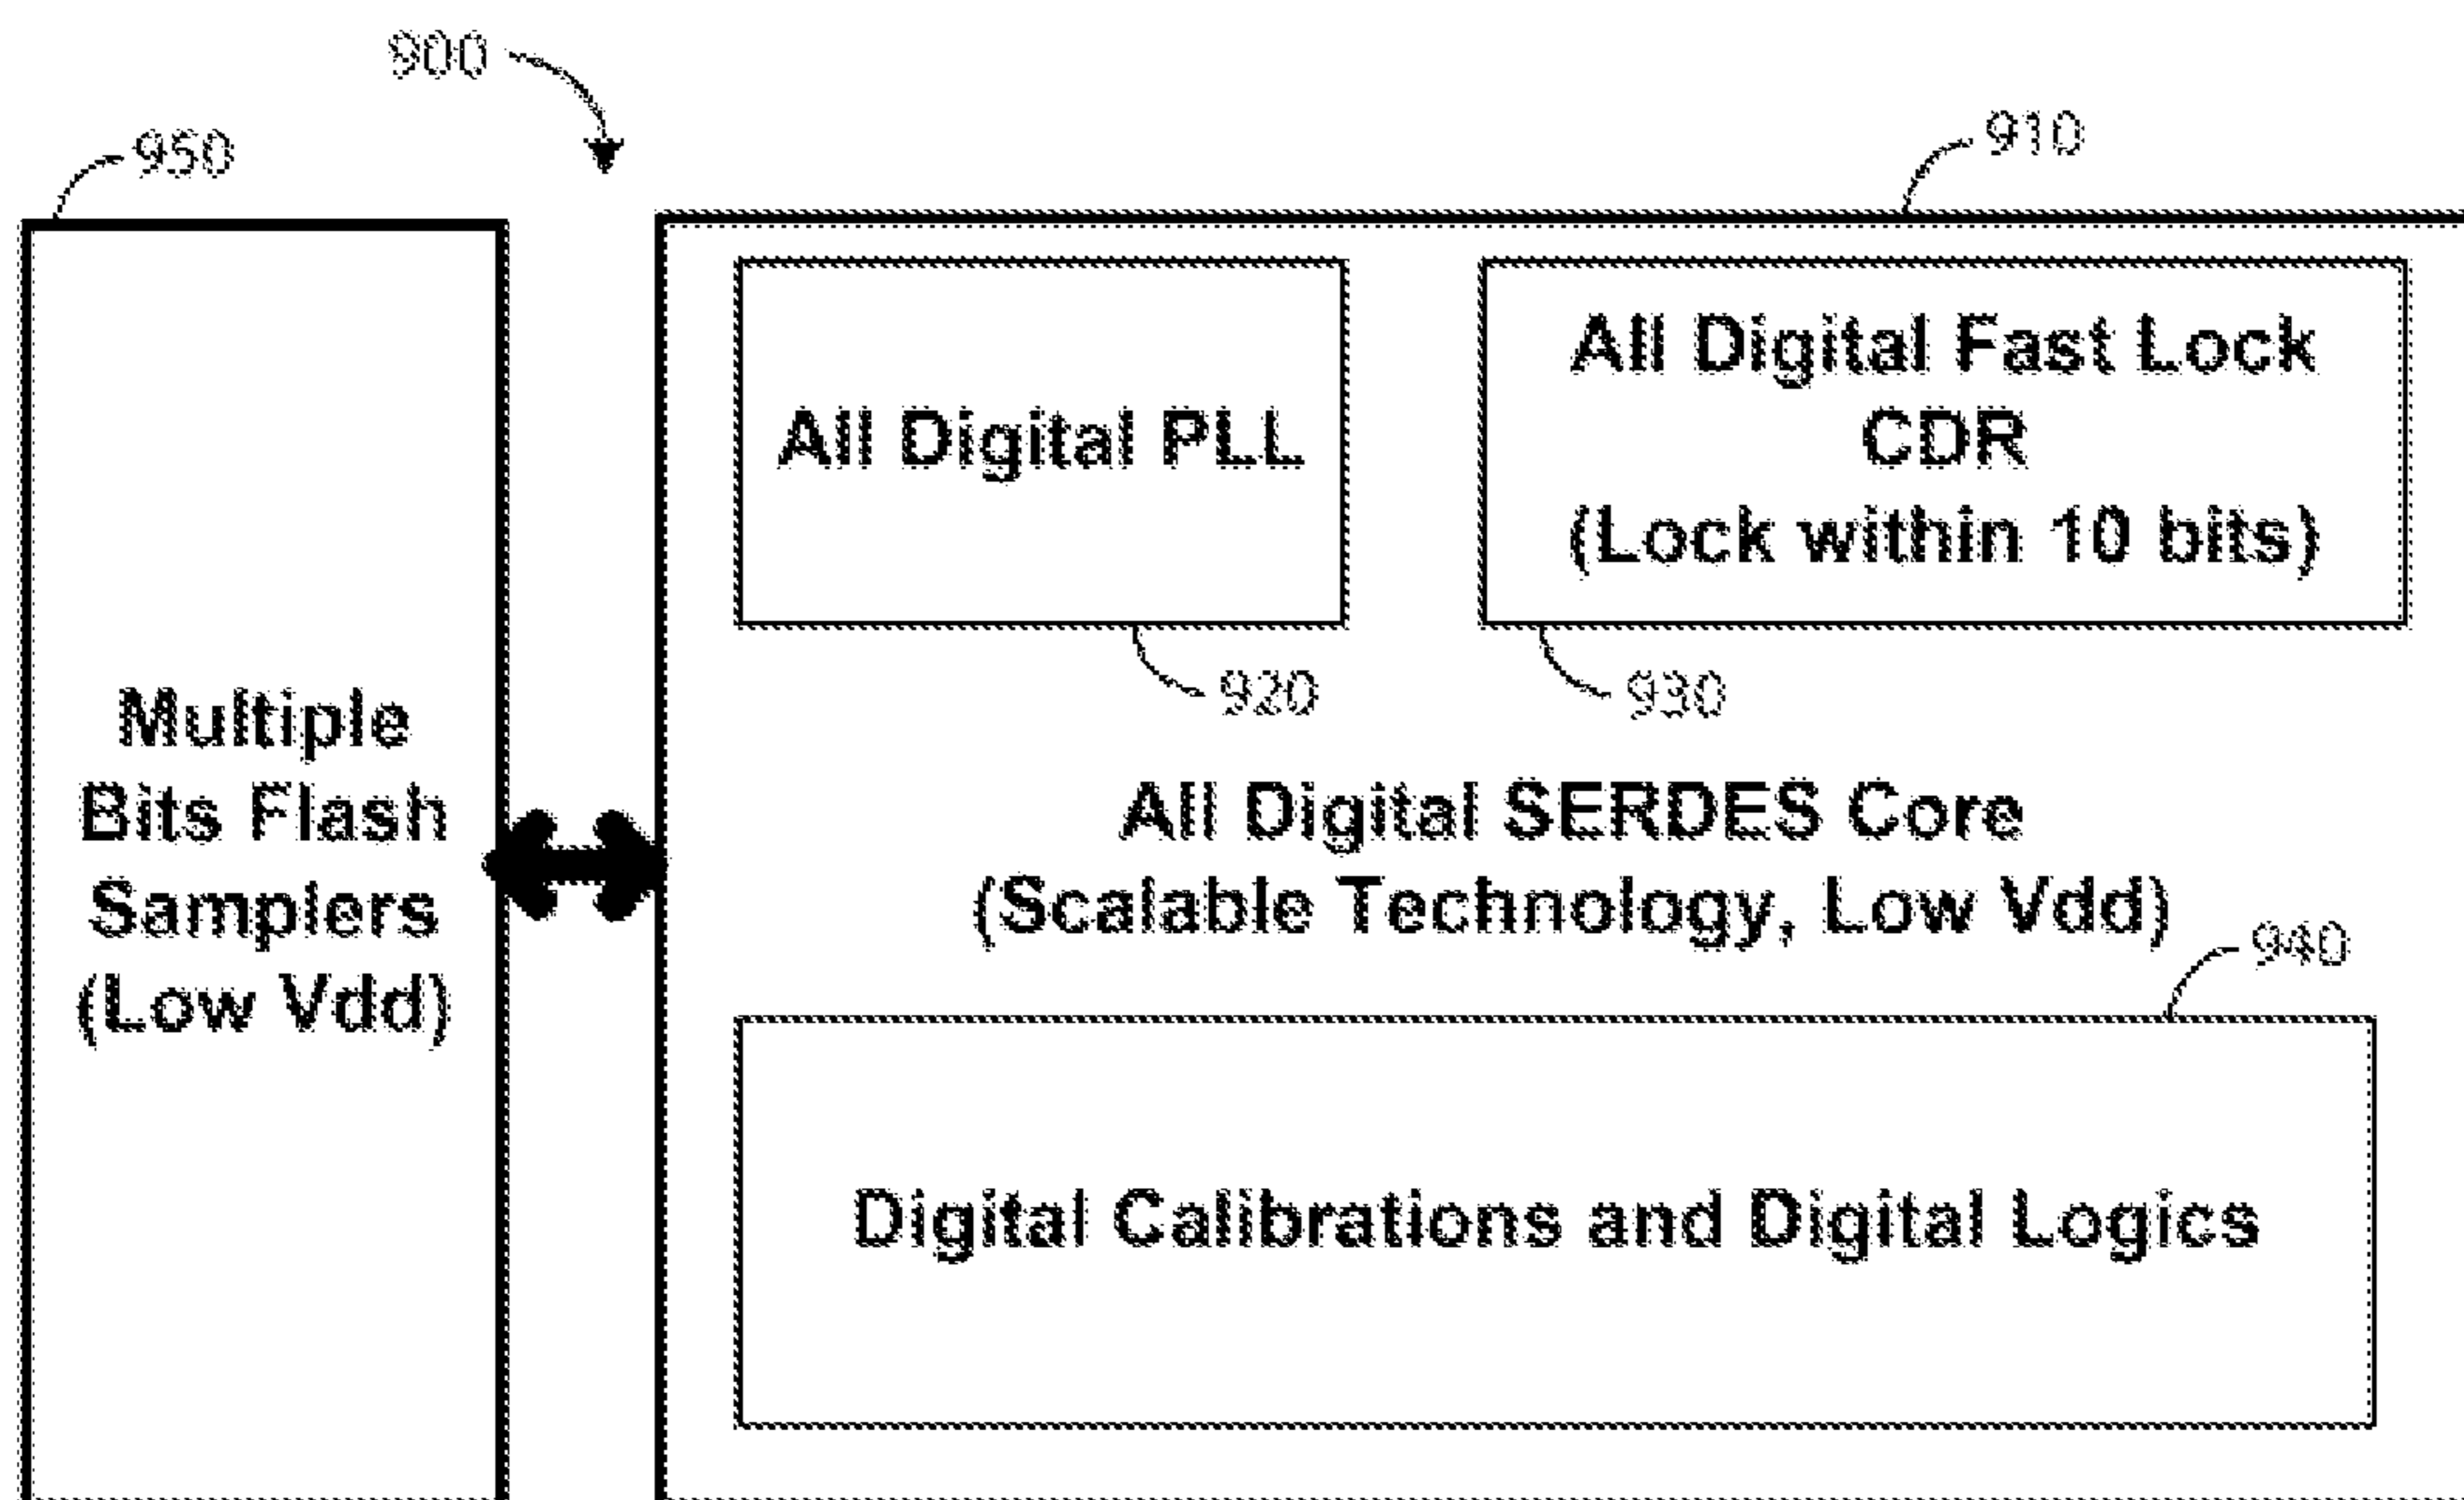 900
950
910
All Digital PLL
All Digital Fast Lock
CDR
(Lock within 10 bits)
920
930
Multiple
Bits Flash
Samplers
(Low Vdd)
All Digital SERDES Core
(Scalable Technology, Low Vdd)
940
Digital Calibrations and Digital Logics